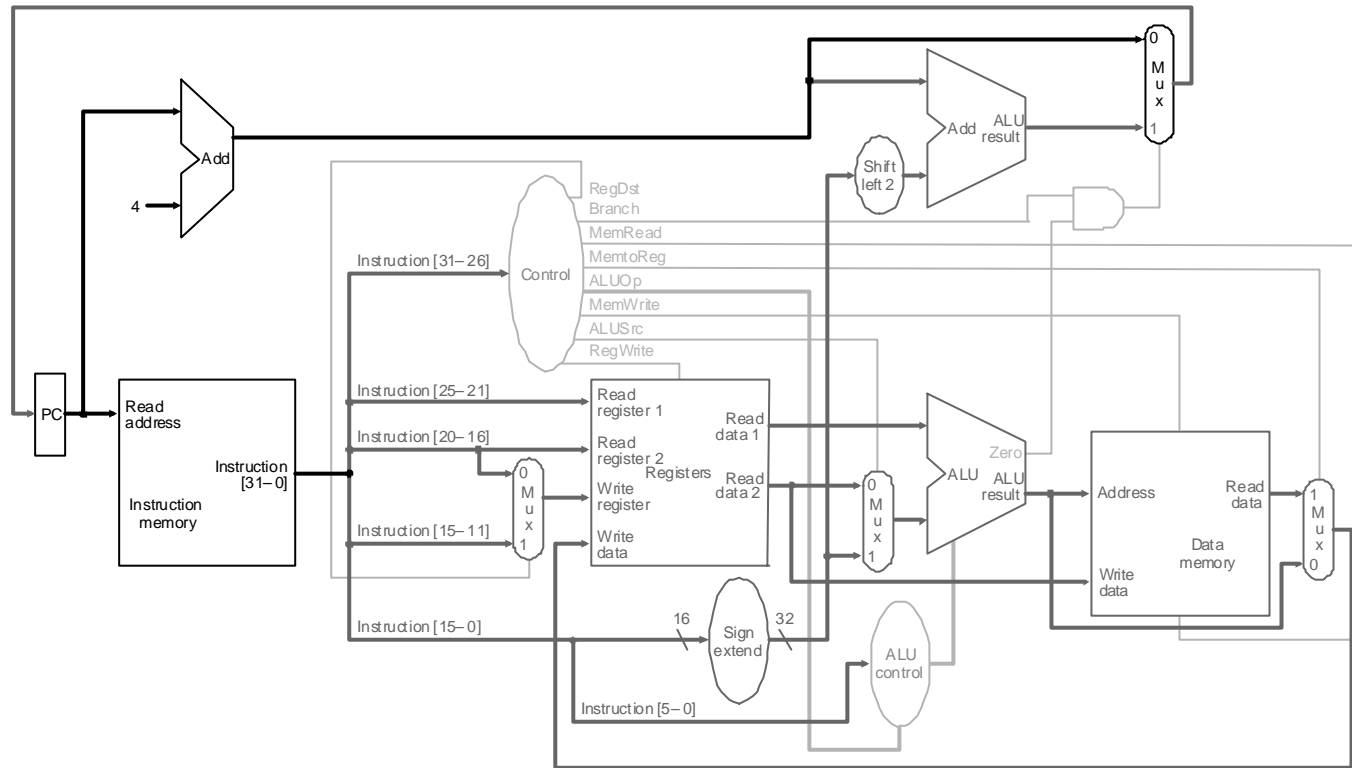 0
M
u
x
1
Add
ALU
result
Add
Shift
left 2
4
RegDst
Branch
MemRead
MemtoReg
ALUOp
MemWrite
ALUSrc
RegWrite
Control
Instruction [31–26]
PC
Read
address
Instruction
[31–0]
Instruction
memory
Instruction [25–21]
Instruction [20–16]
Instruction [15–11]
0
M
u
x
1
Read
register 1
Read
register 2
Registers
Write
register
Write
data
Read
data 1
Read
data 2
0
M
u
x
1
Zero
ALU
ALU
result
Address
Read
data
Data
memory
Write
data
1
M
u
x
0
Instruction [15–0]
16
Sign
extend
32
ALU
control
Instruction [5–0]